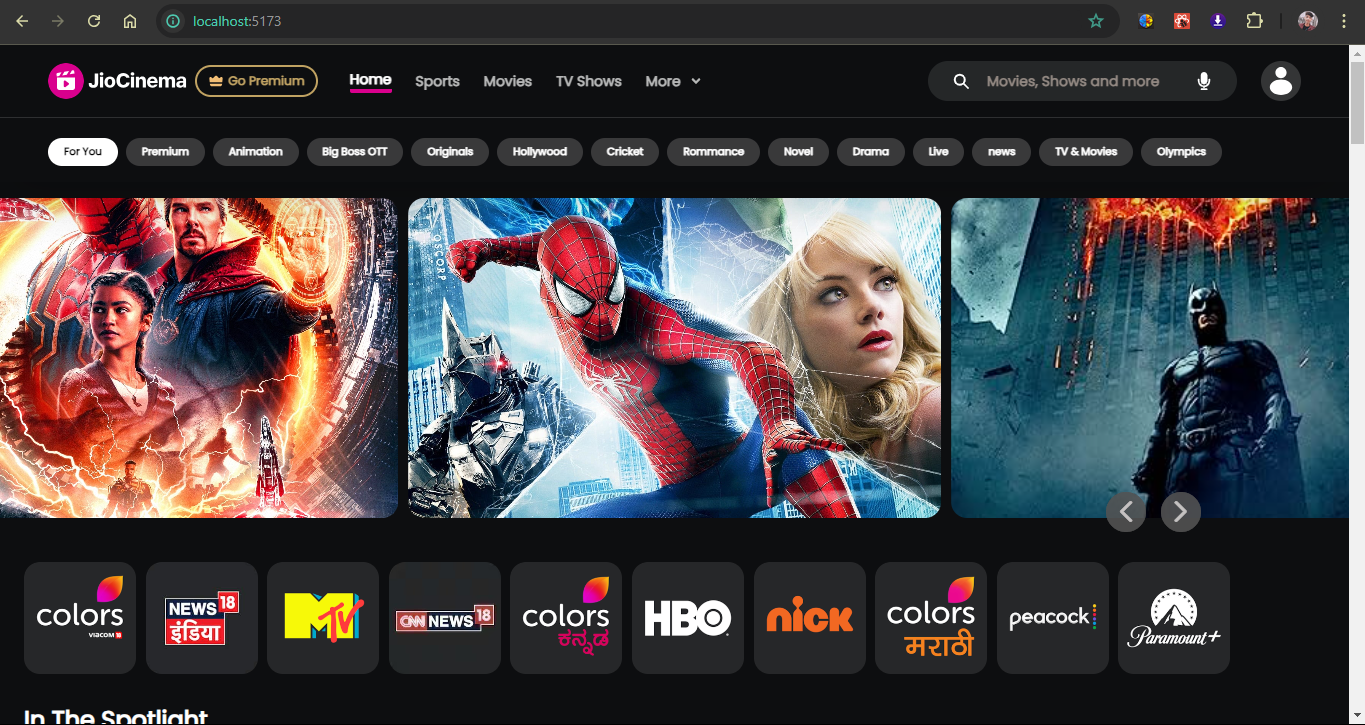 localhost:5173
JioCinema Go Premium Home Sports Movies TV Shows More Movies, Shows and more
For You Premium Animation Big Boss OTT Originals Hollywood Cricket Rommance Novel Drama Live news TV & Movies Olympics
OSCORP
colors VIACOM 18
NEWS 18 इंडिया
MTV
CNN NEWS 18
colors ಕನ್ನಡ
HBO
nick
colors मराठी
peacock
Paramount+
In The Spotlight